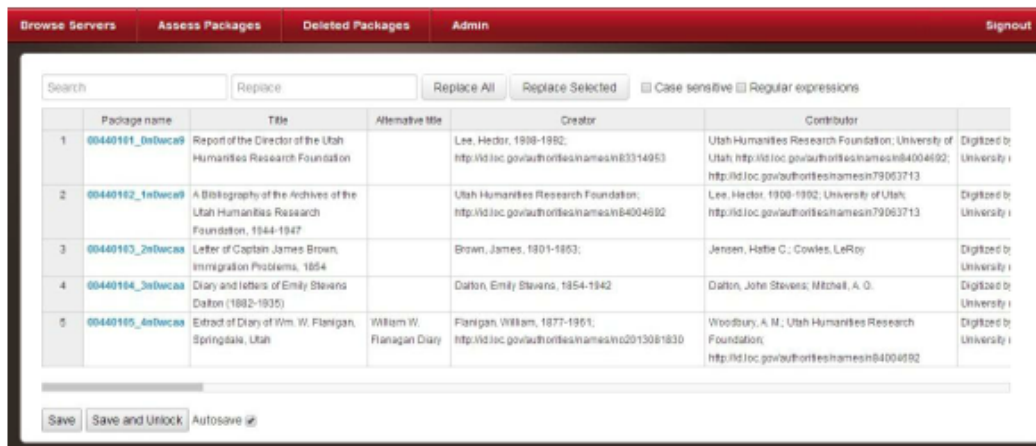 Browse Servers Assess Packages Deleted Packages Admin Signout
Search Replace Replace All Replace Selected Case sensitive Regular expressions
Package name Title Alternative title Creator Contributor
1 00440101_0n0wca9 Report of the Director of the Utah Lee, Hector, 1908-1992; Utah Humanities Research Foundation; University of Digitized by
Humanities Research Foundation http://id.loc.gov/authorities/names/n83314953 Utah; http://id.loc.gov/authorities/names/n84004692; University
http://id.loc.gov/authorities/names/n79063713
2 00440102_1n0wca9 A Bibliography of the Archives of the Utah Humanities Research Foundation; Lee, Hector, 1908-1992; University of Utah; Digitized by
Utah Humanities Research http://id.loc.gov/authorities/names/n84004692 http://id.loc.gov/authorities/names/n79063713 University
Foundation, 1944-1947
3 00440103_2n0wcaa Letter of Captain James Brown, Brown, James, 1801-1863; Jensen, Hattie C.; Cowles, LeRoy Digitized by
Immigration Problems, 1854 University
4 00440104_3n0wcaa Diary and letters of Emily Stevens Dalton, Emily Stevens, 1854-1942 Dalton, John Stevens; Mitchell, A. G. Digitized by
Dalton (1882-1935) University
5 00440105_4n0wcaa Extract of Diary of Wm. W. Flanigan, William W. Flanigan, William, 1877-1961; Woodbury, A. M.; Utah Humanities Research Digitized by
Springdale, Utah Flanagan Diary http://id.loc.gov/authorities/names/no2013081830 Foundation; University
http://id.loc.gov/authorities/names/n84004692
Save Save and Unlock Autosave